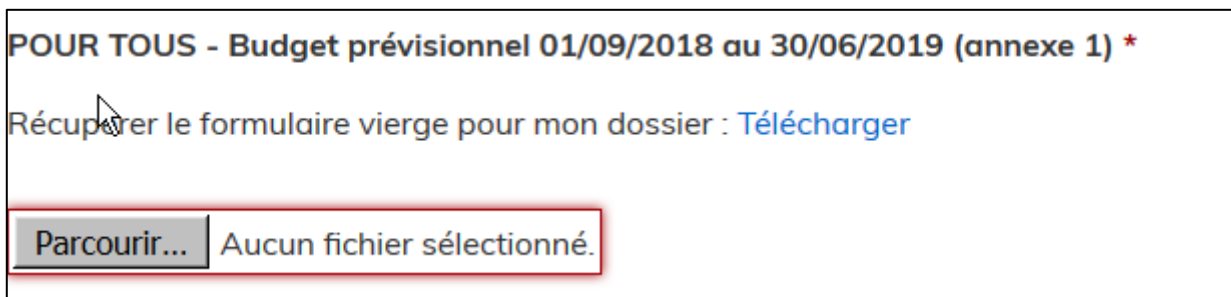 POUR TOUS - Budget prévisionnel 01/09/2018 au 30/06/2019 (annexe 1) *
Récupérer le formulaire vierge pour mon dossier : Télécharger
Parcourir... Aucun fichier sélectionné.